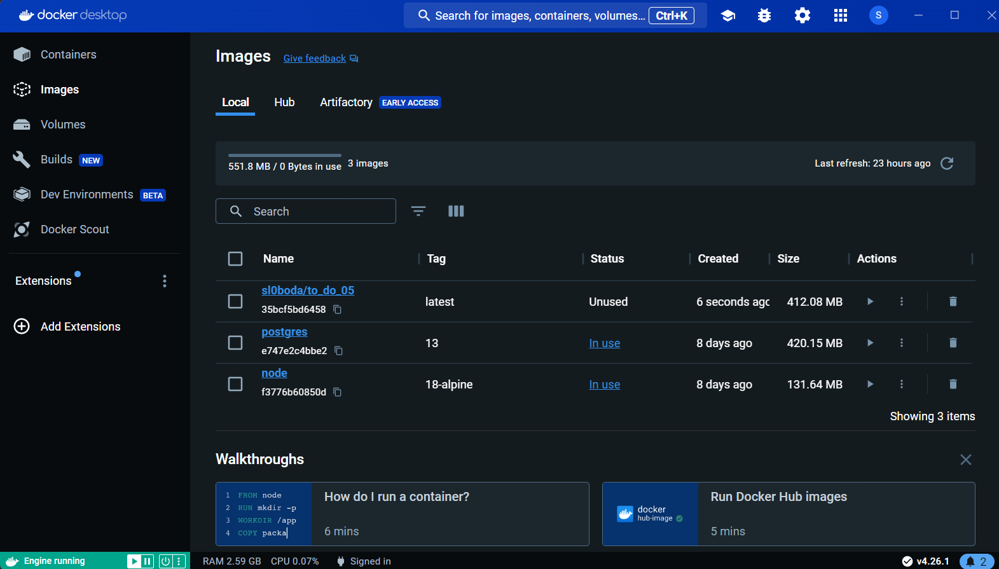 docker desktop
Search for images, containers, volumes... Ctrl+K
S
Containers
Images
Volumes
Builds NEW
Dev Environments BETA
Docker Scout
Extensions
Add Extensions
Images Give feedback
Local Hub Artifactory EARLY ACCESS
551.8 MB / 0 Bytes in use 3 images
Last refresh: 23 hours ago
Search
Name Tag Status Created Size Actions
sl0boda/to_do_05
35bcf5bd6458 latest Unused 6 seconds ago 412.08 MB
postgres
e747e2c4bbe2 13 In use 8 days ago 420.15 MB
node
f3776b60850d 18-alpine In use 8 days ago 131.64 MB
Showing 3 items
Walkthroughs
1 FROM node
2 RUN mkdir -p
3 WORKDIR /app
4 COPY packa
How do I run a container?
6 mins
docker
hub-image
Run Docker Hub images
5 mins
Engine running
RAM 2.59 GB CPU 0.07% Signed in
v4.26.1
2